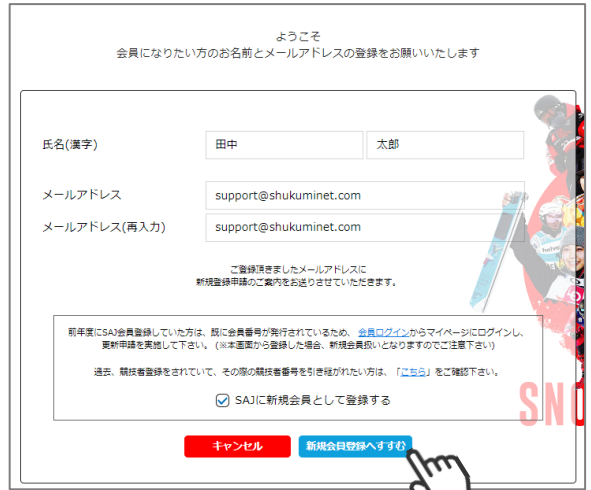 ようこそ
会員になりたい方のお名前とメールアドレスの登録をお願いいたします
氏名(漢字) 田中 太郎
メールアドレス support@shukuminet.com
メールアドレス(再入力) support@shukuminet.com
ご登録頂きましたメールアドレスに
新規登録申請のご案内をお送りさせていただきます。
前年度にSAJ会員登録していた方は、既に会員番号が発行されているため、 会員ログインからマイページにログインし、
更新申請を実施して下さい。(※本画面から登録した場合、新規会員扱いとなりますのでご注意下さい)
過去、競技者登録をされていて、その際の競技者番号を引き継がれたい方は、「こちら」をご確認下さい。
SAJに新規会員として登録する
SNO
キャンセル 新規会員登録へすすむ